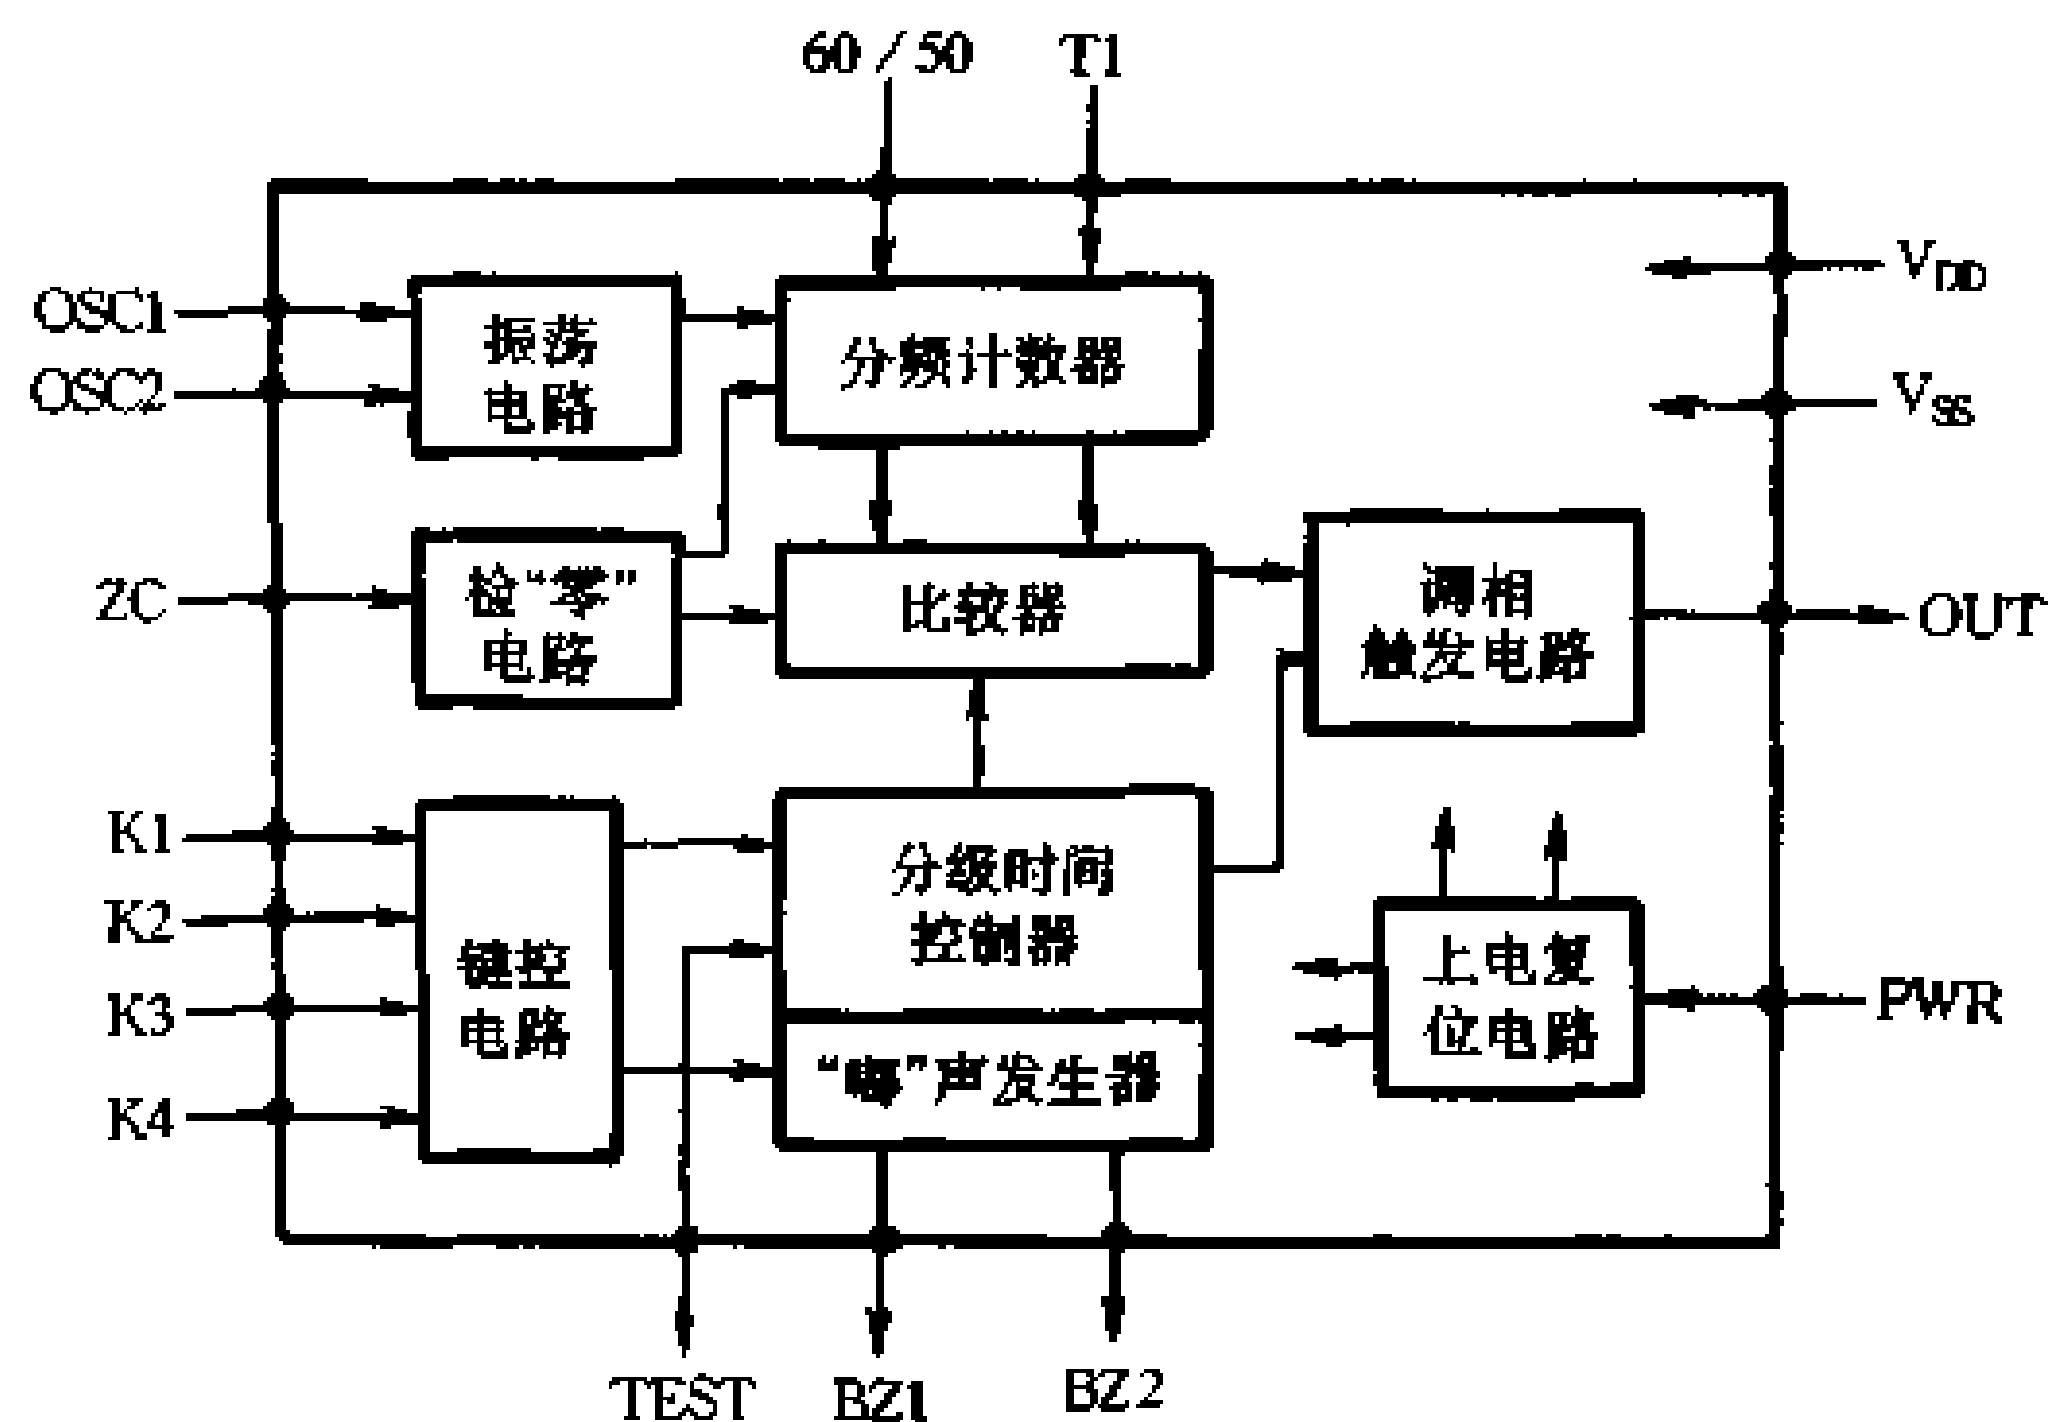 60／50
T1
OSC1
OSC2
振荡
电路
分频计数器
V_DD
V_SS
ZC
检“零”
电路
比较器
调相
触发电路
OUT
K1
K2
K3
K4
键控
电路
分级时间
控制器
“嘟”声发生器
上电复
位电路
PWR
TEST
BZ1
BZ2